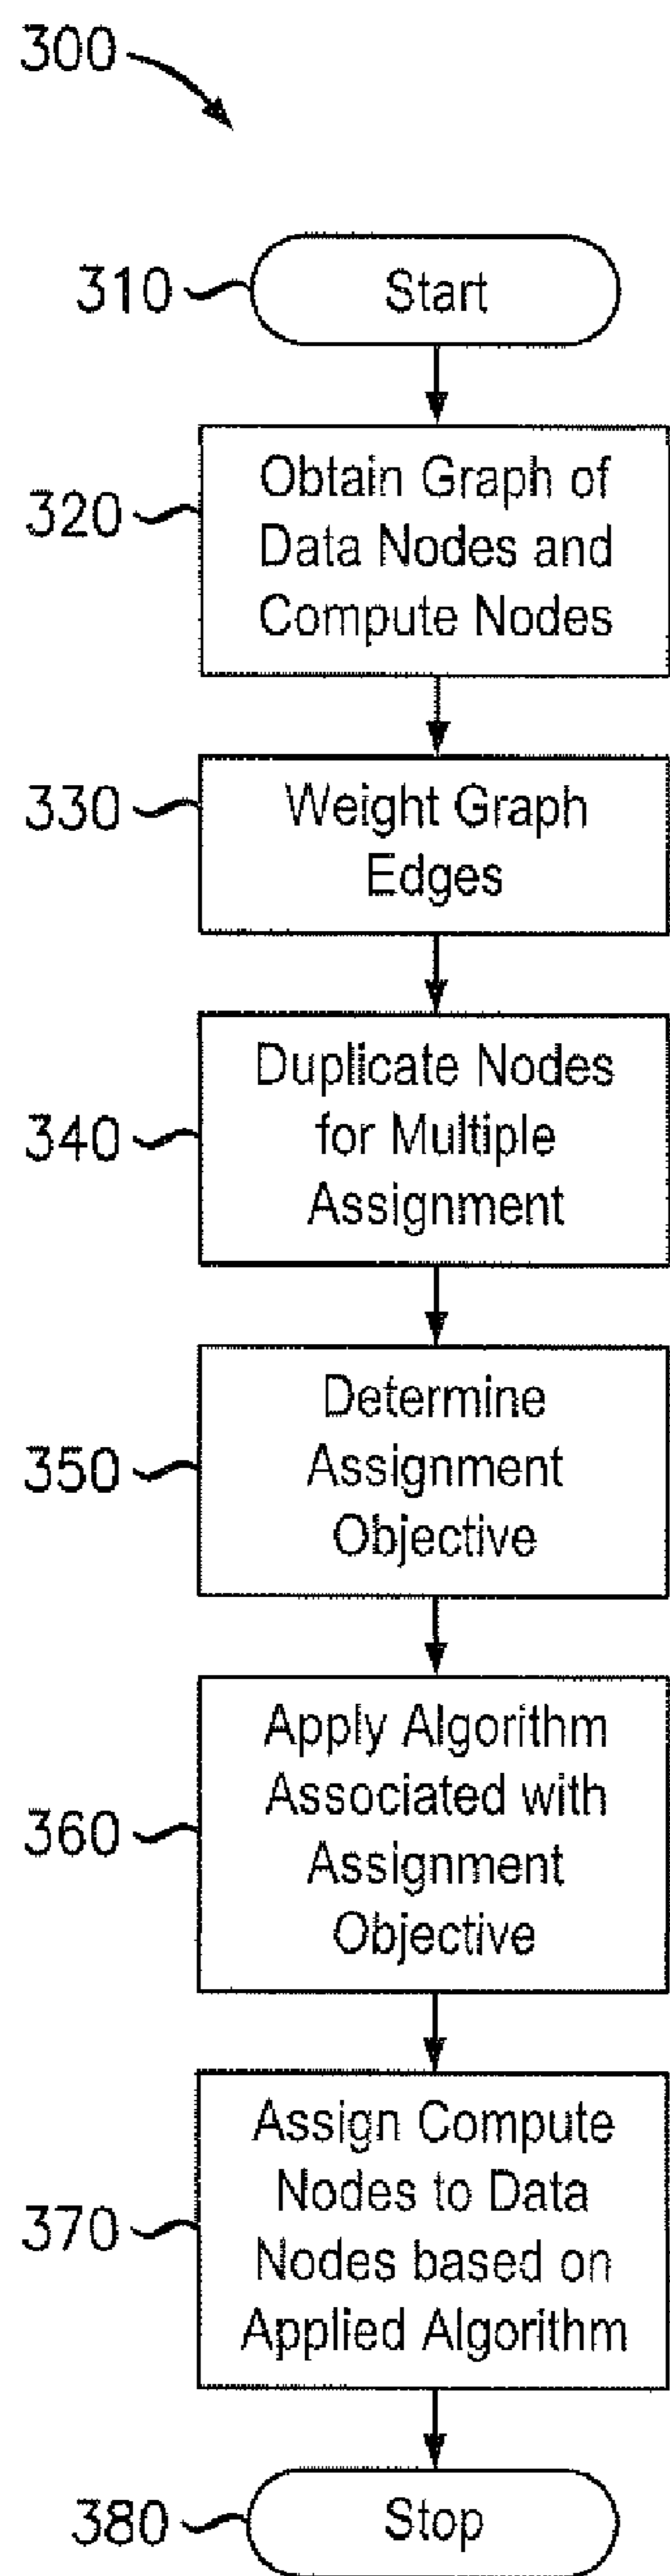 300
310
Start
320
Obtain Graph of
Data Nodes and
Compute Nodes
330
Weight Graph
Edges
340
Duplicate Nodes
for Multiple
Assignment
350
Determine
Assignment
Objective
360
Apply Algorithm
Associated with
Assignment
Objective
370
Assign Compute
Nodes to Data
Nodes based on
Applied Algorithm
380
Stop